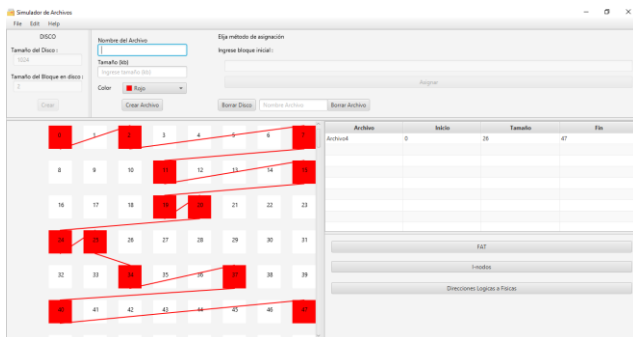 Simulador de Archivos
File Edit Help
DISCO
Tamaño del Disco :
1024
Tamaño del Bloque en disco :
2
Crear
Nombre del Archivo
Tamaño (kb)
Ingrese tamaño (kb)
Color Rojo
Crear Archivo
Elija método de asignación
Ingrese bloque inicial :
Asignar
Borrar Disco Nombre Archivo Borrar Archivo
0 1 2 3 4 5 6 7
8 9 10 11 12 13 14 15
16 17 18 19 20 21 22 23
24 25 26 27 28 29 30 31
32 33 34 35 36 37 38 39
40 41 42 43 44 45 46 47
Archivo Inicio Tamaño Fin
Archivo4 0 26 47
FAT
I-nodos
Direcciones Logicas a Fisicas